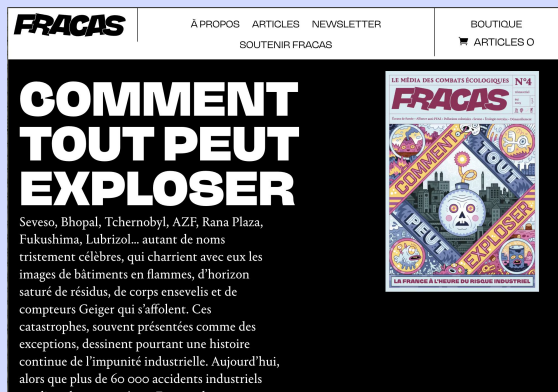 FRACAS
À PROPOS ARTICLES NEWSLETTER
SOUTENIR FRACAS
BOUTIQUE
ARTICLES 0
COMMENT
TOUT PEUT
EXPLOSER
Seveso, Bhopal, Tchernobyl, AZF, Rana Plaza,
Fukushima, Lubrizol... autant de noms
tristement célèbres, qui charrient avec eux les
images de bâtiments en flammes, d’horizon
saturé de résidus, de corps ensevelis et de
compteurs Geiger qui s’affolent. Ces
catastrophes, souvent présentées comme des
exceptions, dessinent pourtant une histoire
continue de l’impunité industrielle. Aujourd’hui,
alors que plus de 60 000 accidents industriels
LE MÉDIA DES COMBATS ÉCOLOGIQUES N°4
FRACAS
COMMENT
TOUT
PEUT
EXPLOSER
LA FRANCE À L’HEURE DU RISQUE INDUSTRIEL